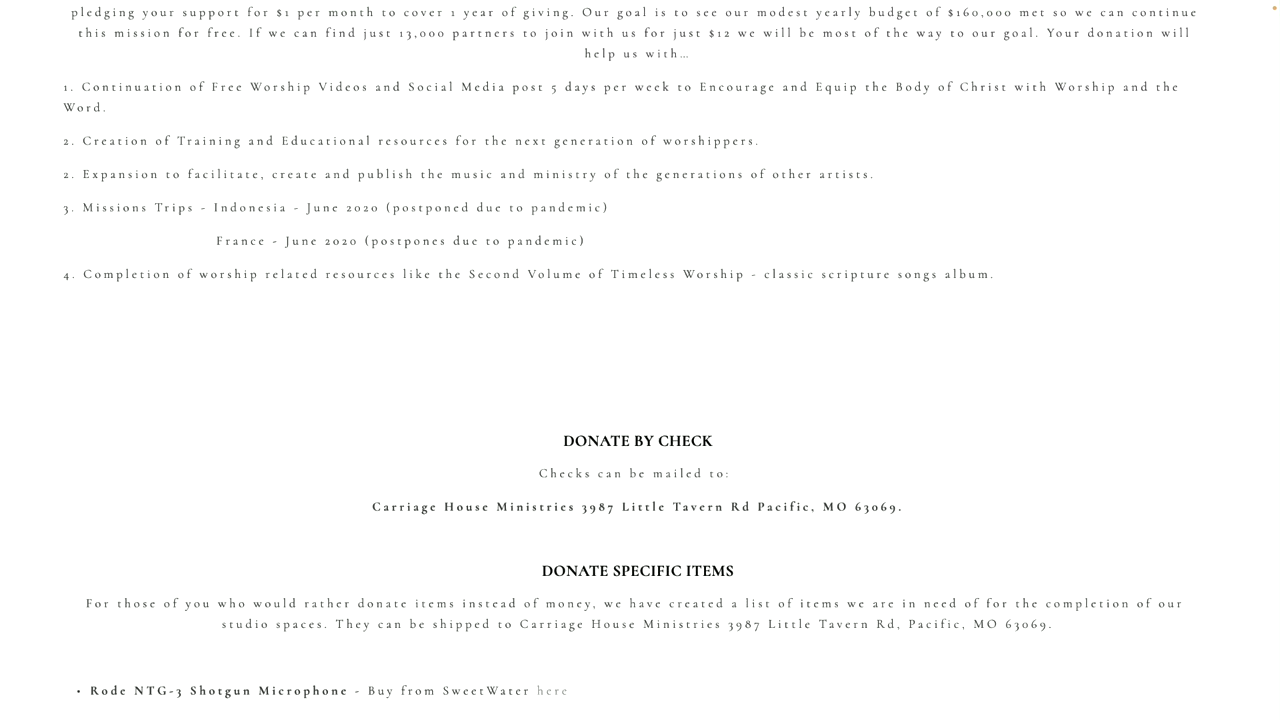 pledging your support for $1 per month to cover 1 year of giving. Our goal is to see our modest yearly budget of $160,000 met so we can continue
this mission for free. If we can find just 13,000 partners to join with us for just $12 we will be most of the way to our goal. Your donation will
help us with…
1. Continuation of Free Worship Videos and Social Media post 5 days per week to Encourage and Equip the Body of Christ with Worship and the
Word.
2. Creation of Training and Educational resources for the next generation of worshippers.
2. Expansion to facilitate, create and publish the music and ministry of the generations of other artists.
3. Missions Trips - Indonesia - June 2020 (postponed due to pandemic)
France - June 2020 (postpones due to pandemic)
4. Completion of worship related resources like the Second Volume of Timeless Worship - classic scripture songs album.
DONATE BY CHECK
Checks can be mailed to:
Carriage House Ministries 3987 Little Tavern Rd Pacific, MO 63069.
DONATE SPECIFIC ITEMS
For those of you who would rather donate items instead of money, we have created a list of items we are in need of for the completion of our
studio spaces. They can be shipped to Carriage House Ministries 3987 Little Tavern Rd, Pacific, MO 63069.
• Rode NTG-3 Shotgun Microphone - Buy from SweetWater here